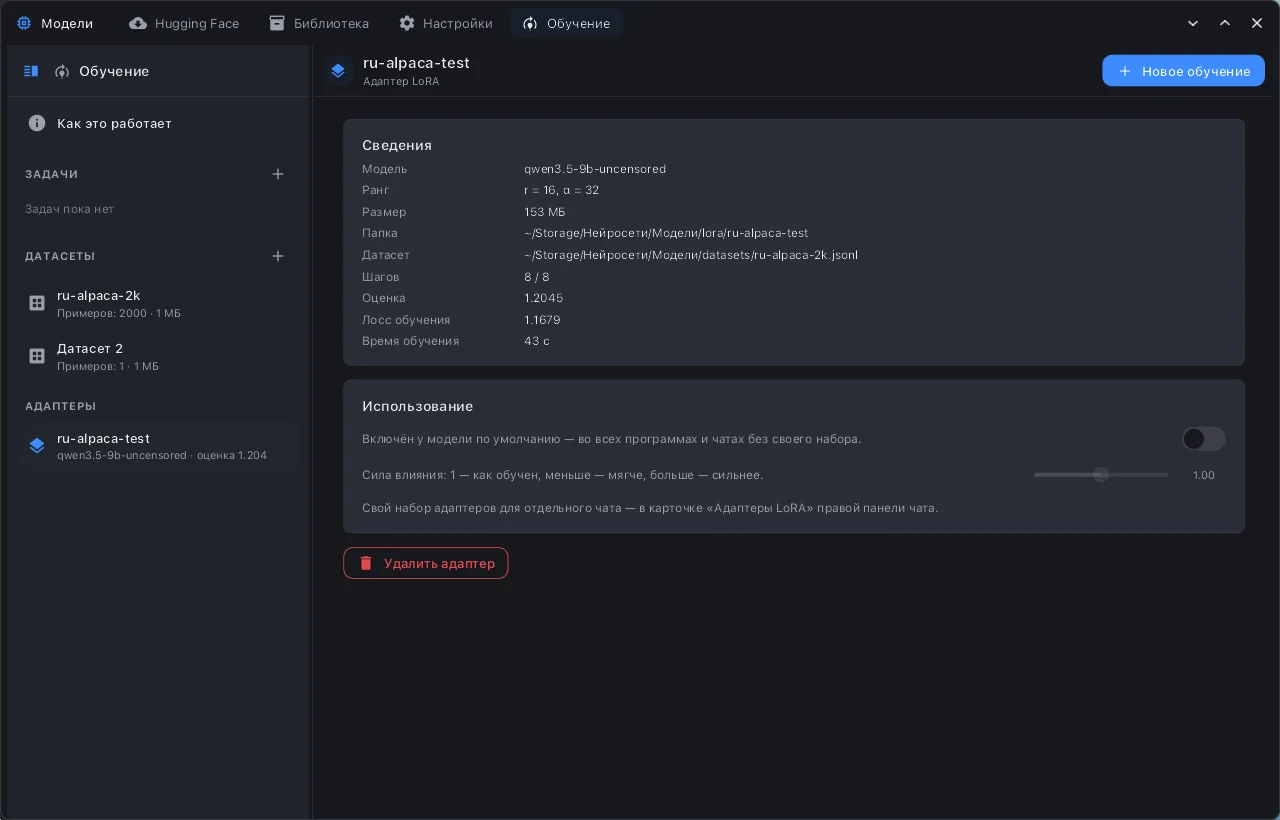 Модели
Hugging Face
Библиотека
Настройки
Обучение
Обучение
Как это работает
ЗАДАЧИ
Задач пока нет
ДАТАСЕТЫ
ru-alpaca-2k
Примеров: 2000 · 1 МБ
Датасет 2
Примеров: 1 · 1 МБ
АДАПТЕРЫ
ru-alpaca-test
qwen3.5-9b-uncensored · оценка 1.204
ru-alpaca-test
Адаптер LoRA
Новое обучение
Сведения
Модель qwen3.5-9b-uncensored
Ранг r = 16, α = 32
Размер 153 МБ
Папка ~/Storage/Нейросети/Модели/lora/ru-alpaca-test
Датасет ~/Storage/Нейросети/Модели/datasets/ru-alpaca-2k.jsonl
Шагов 8 / 8
Оценка 1.2045
Лосс обучения 1.1679
Время обучения 43 с
Использование
Включён у модели по умолчанию — во всех программах и чатах без своего набора.
Сила влияния: 1 — как обучен, меньше — мягче, больше — сильнее. 1.00
Свой набор адаптеров для отдельного чата — в карточке «Адаптеры LoRA» правой панели чата.
Удалить адаптер